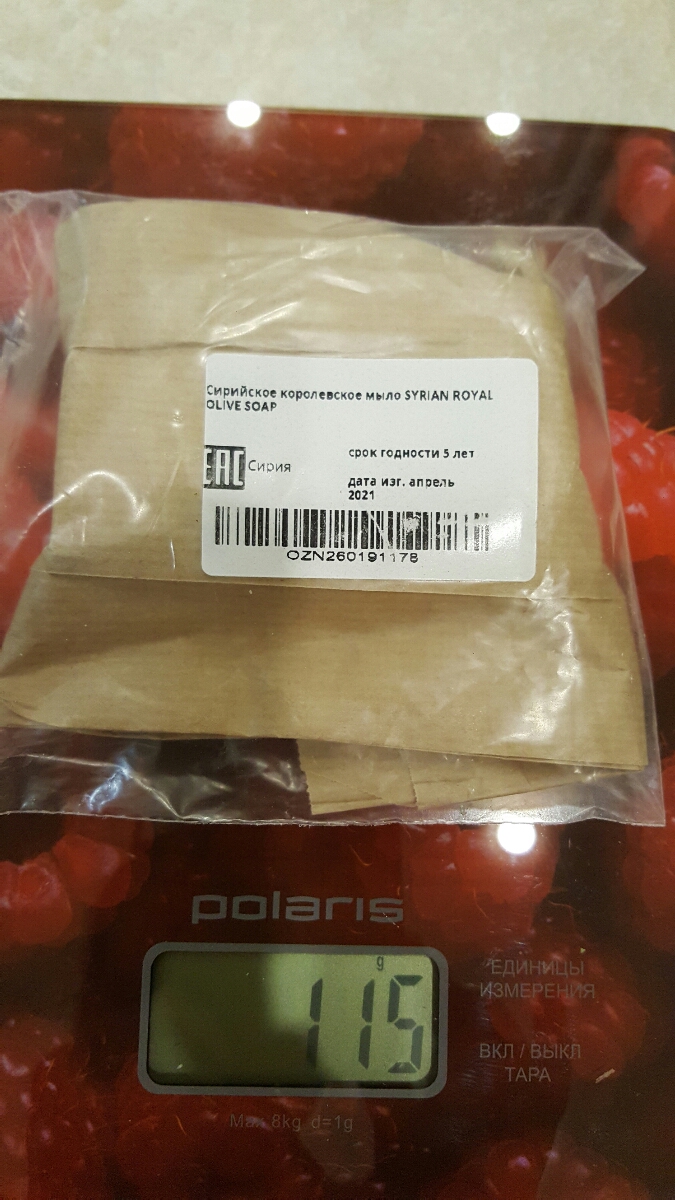 Сирийское королевское мыло SYRIAN ROYAL
OLIVE SOAP
EAC Сирия
срок годности 5 лет
дата изг. апрель
2021
OZN260191178
polaris
g
115
ЕДИНИЦЫ
ИЗМЕРЕНИЯ
ВКЛ / ВЫКЛ
ТАРА
Max 8kg d=1g